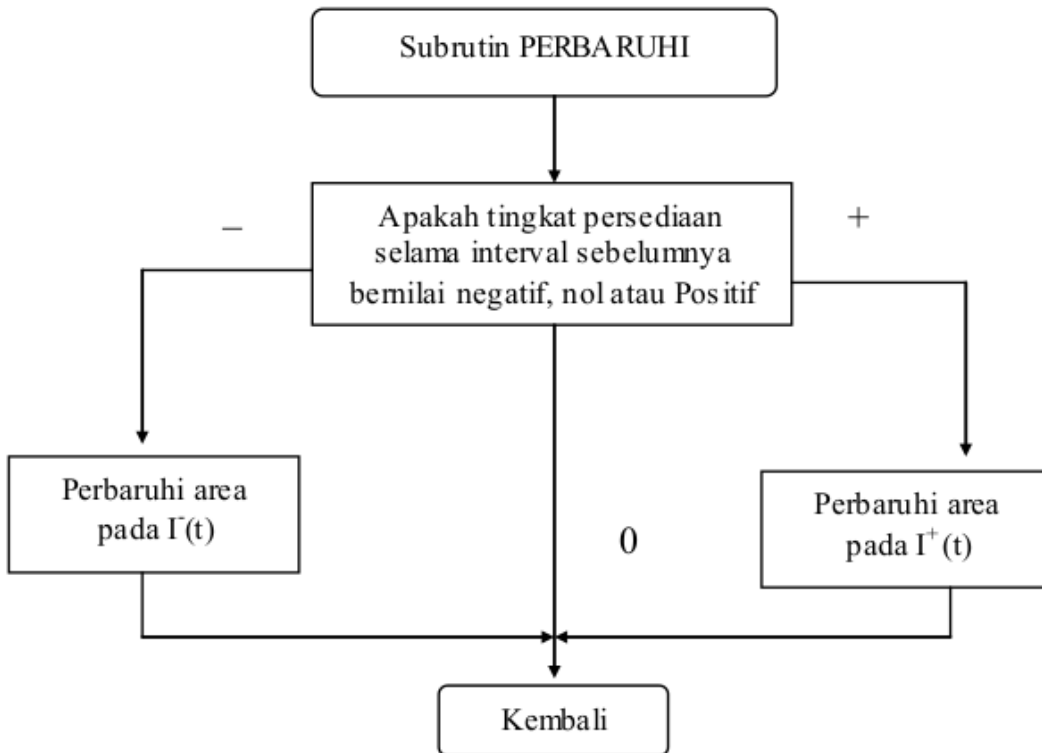 Subrutin PERBARUHI
Apakah tingkat persediaan
selama interval sebelumnya
bernilai negatif, nol atau Positif
–
+
Perbaruhi area
pada I⁻(t)
0
Perbaruhi area
pada I⁺(t)
Kembali